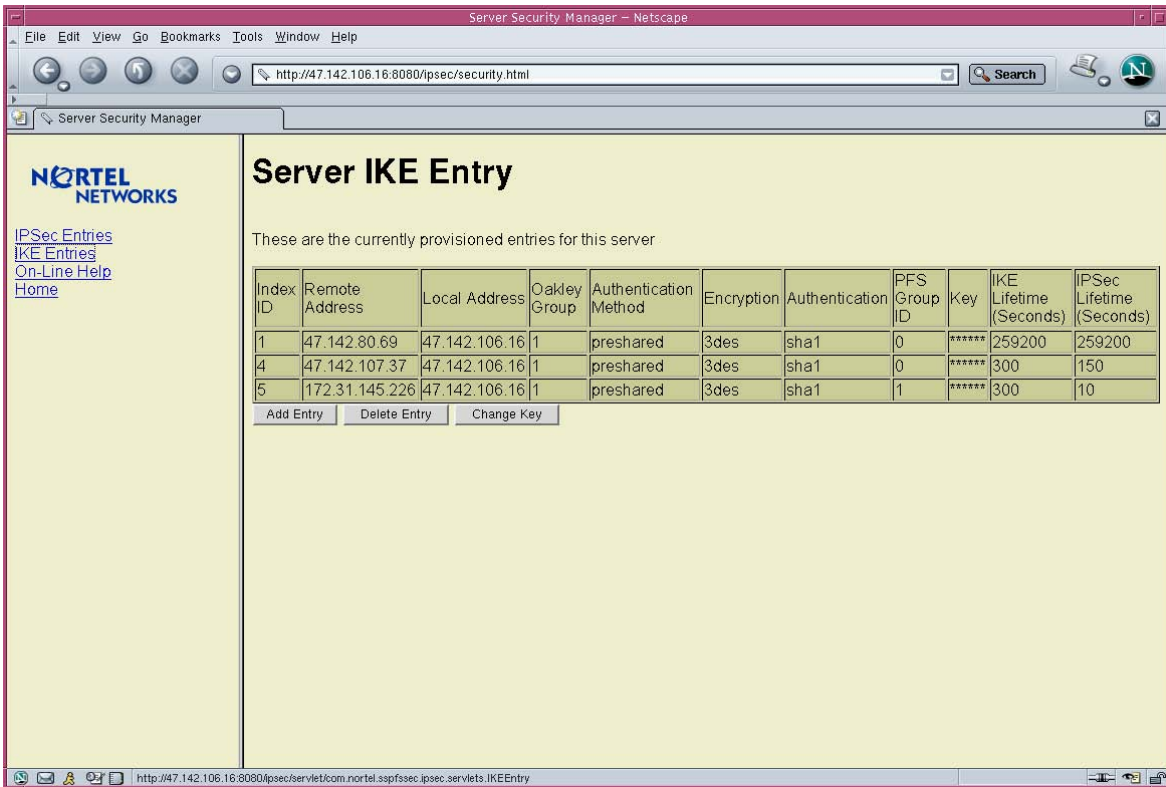 Server Security Manager – Netscape
File Edit View Go Bookmarks Tools Window Help
http://47.142.106.16:8080/ipsec/security.html
Search
N
Server Security Manager
NORTEL
NETWORKS
IPSec Entries
IKE Entries
On-Line Help
Home
Server IKE Entry
These are the currently provisioned entries for this server
Index ID Remote Address Local Address Oakley Group Authentication Method Encryption Authentication PFS Group ID Key IKE Lifetime (Seconds) IPSec Lifetime (Seconds)
1 47.142.80.69 47.142.106.16 1 preshared 3des sha1 0 ****** 259200 259200
4 47.142.107.37 47.142.106.16 1 preshared 3des sha1 0 ****** 300 150
5 172.31.145.226 47.142.106.16 1 preshared 3des sha1 1 ****** 300 10
Add Entry Delete Entry Change Key
http://47.142.106.16:8080/ipsec/servlet/com.nortel.sspfssec.ipsec.servlets.IKEEntry